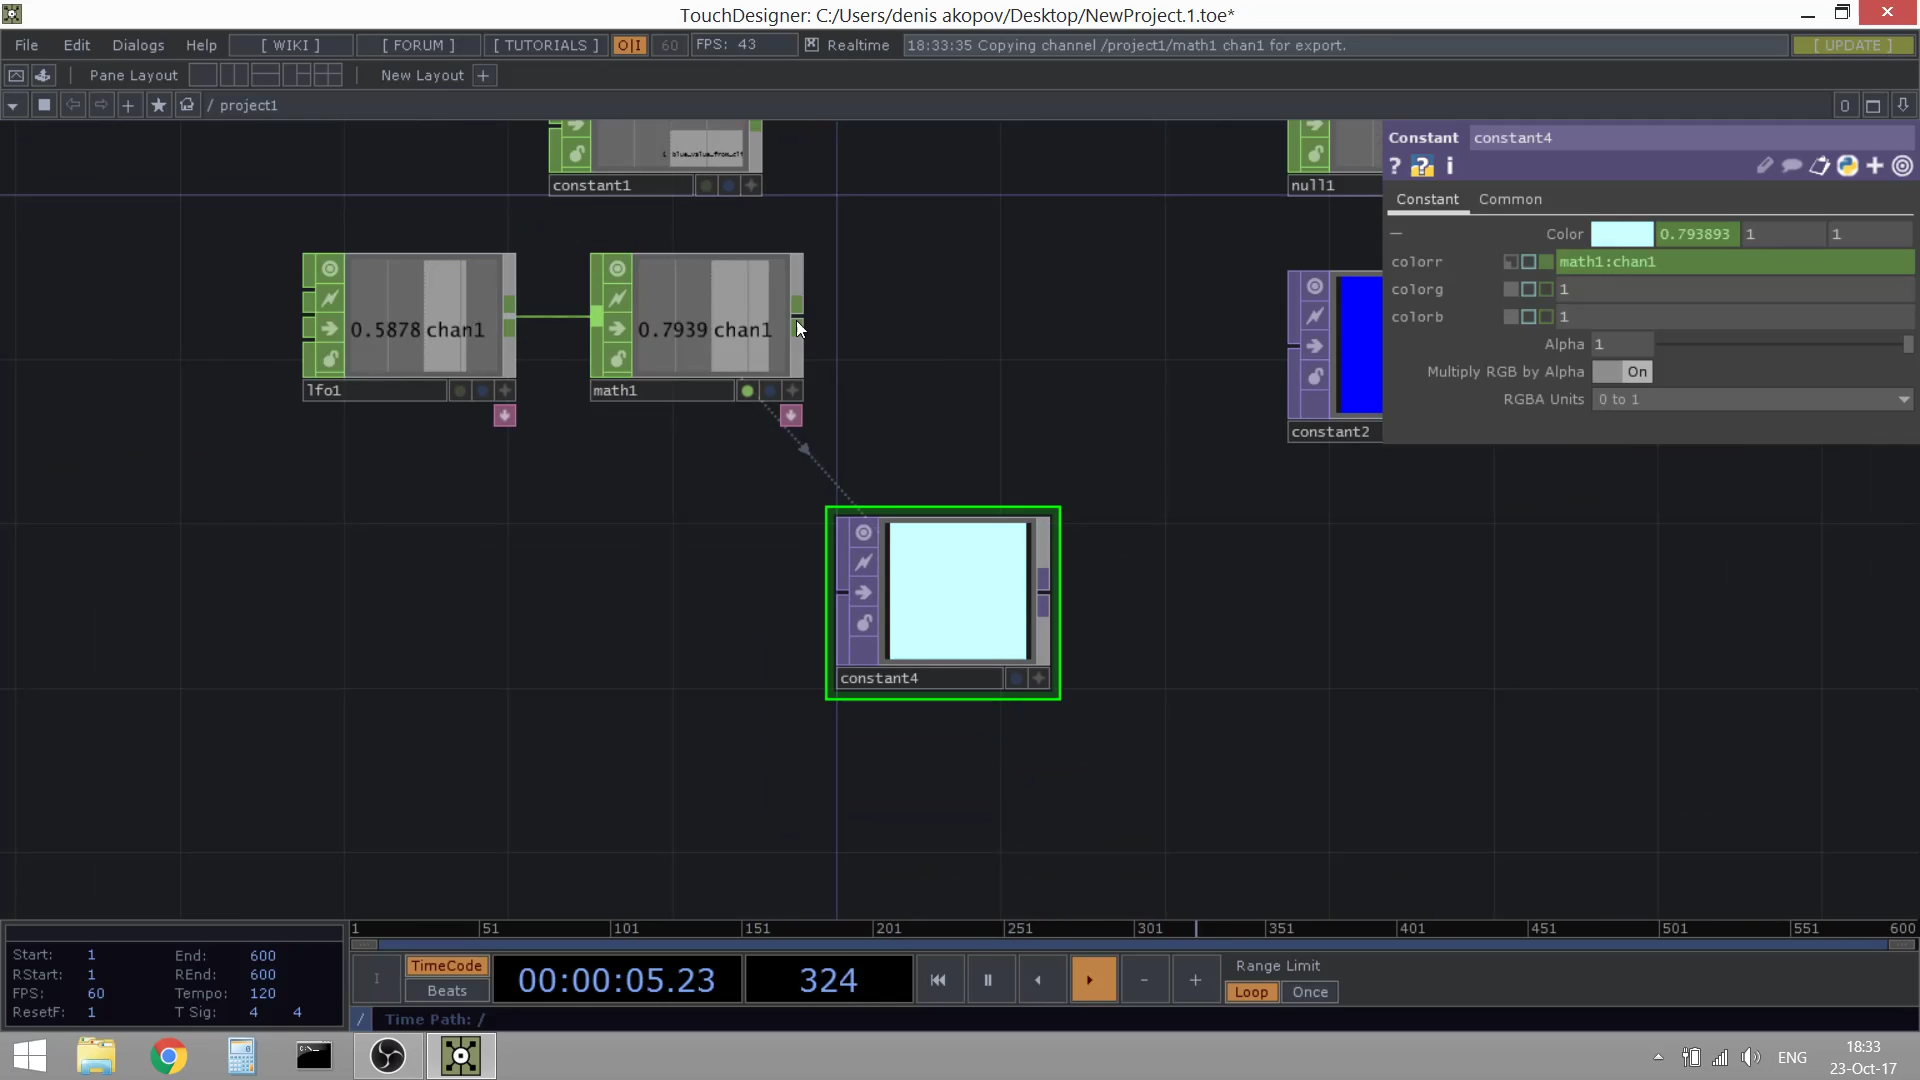 TouchDesigner: C:/Users/denis akopov/Desktop/NewProject.1.toe*
File Edit Dialogs Help [ WIKI ] [ FORUM ] [ TUTORIALS ] O|I 60 FPS: 43 Realtime 18:33:35 Copying channel /project1/math1 chan1 for export. [ UPDATE ]
Pane Layout New Layout +
/ project1 0
Constant constant4
? ? i
Constant Common
constant1
null1
Color 0.793893 1 1
colorr math1:chan1
colorg 1
colorb 1
Alpha 1
Multiply RGB by Alpha On
RGBA Units 0 to 1
0.5878 chan1
0.7939 chan1
lfo1
math1
constant2
constant4
1 51 101 151 201 251 301 351 401 451 501 551 600
Start: 1 End: 600
RStart: 1 REnd: 600
FPS: 60 Tempo: 120
ResetF: 1 T Sig: 4 4
TimeCode
Beats
00:00:05.23
324
Range Limit
Loop Once
/ Time Path: /
ENG
18:33
23-Oct-17